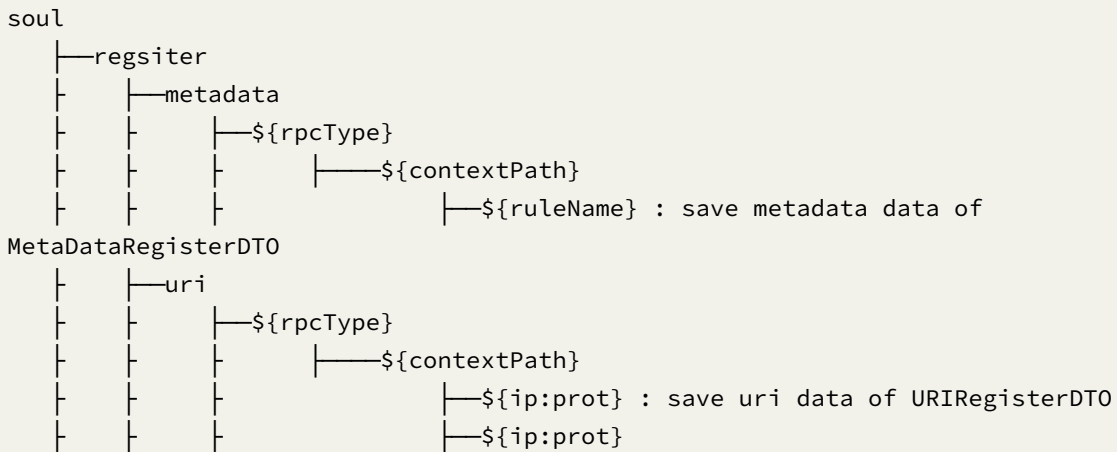 soul
├──regsiter
├    ├──metadata
├    ├     ├──${rpcType}
├    ├     ├      ├────${contextPath}
├    ├     ├               ├──${ruleName} : save metadata data of
MetaDataRegisterDTO
├    ├──uri
├    ├     ├──${rpcType}
├    ├     ├      ├────${contextPath}
├    ├     ├               ├──${ip:prot} : save uri data of URIRegisterDTO
├    ├     ├               ├──${ip:prot}